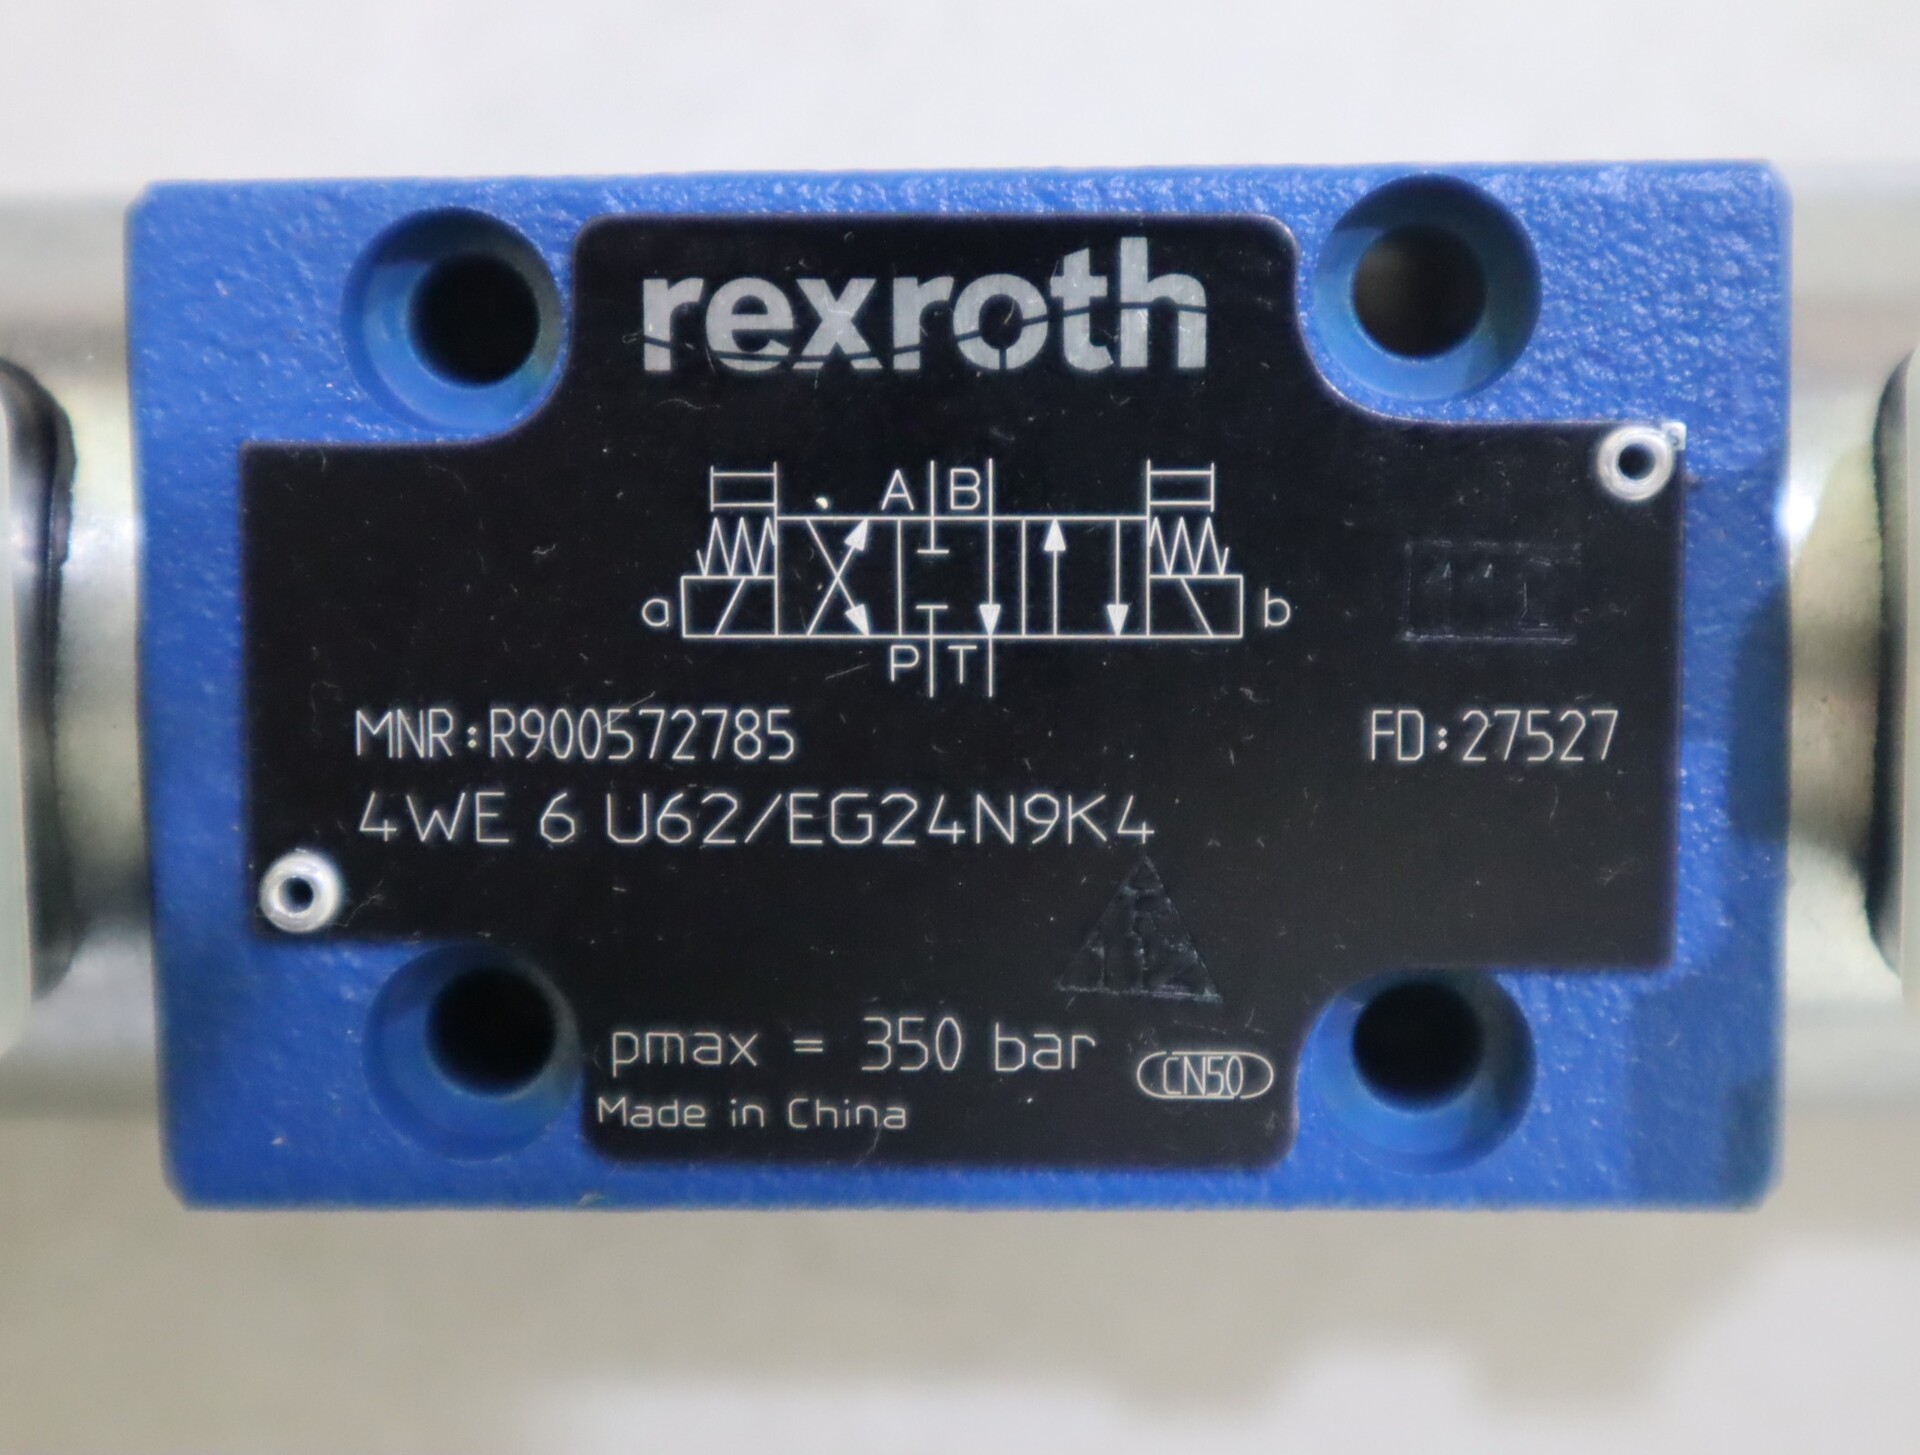 rexroth
A B
a b
P T
MNR:R900572785 FD:27527
4WE 6 U62/EG24N9K4
pmax = 350 bar
CN50
Made in China